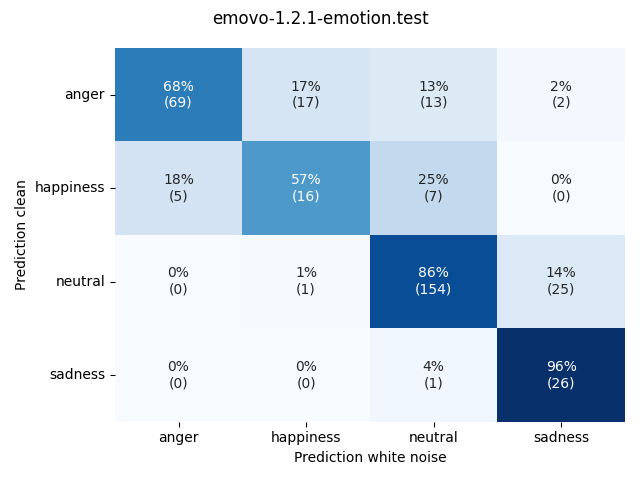 emovo-1.2.1-emotion.test
Prediction clean
anger
68%
(69)
17%
(17)
13%
(13)
2%
(2)
happiness
18%
(5)
57%
(16)
25%
(7)
0%
(0)
neutral
0%
(0)
1%
(1)
86%
(154)
14%
(25)
sadness
0%
(0)
0%
(0)
4%
(1)
96%
(26)
anger
happiness
neutral
sadness
Prediction white noise